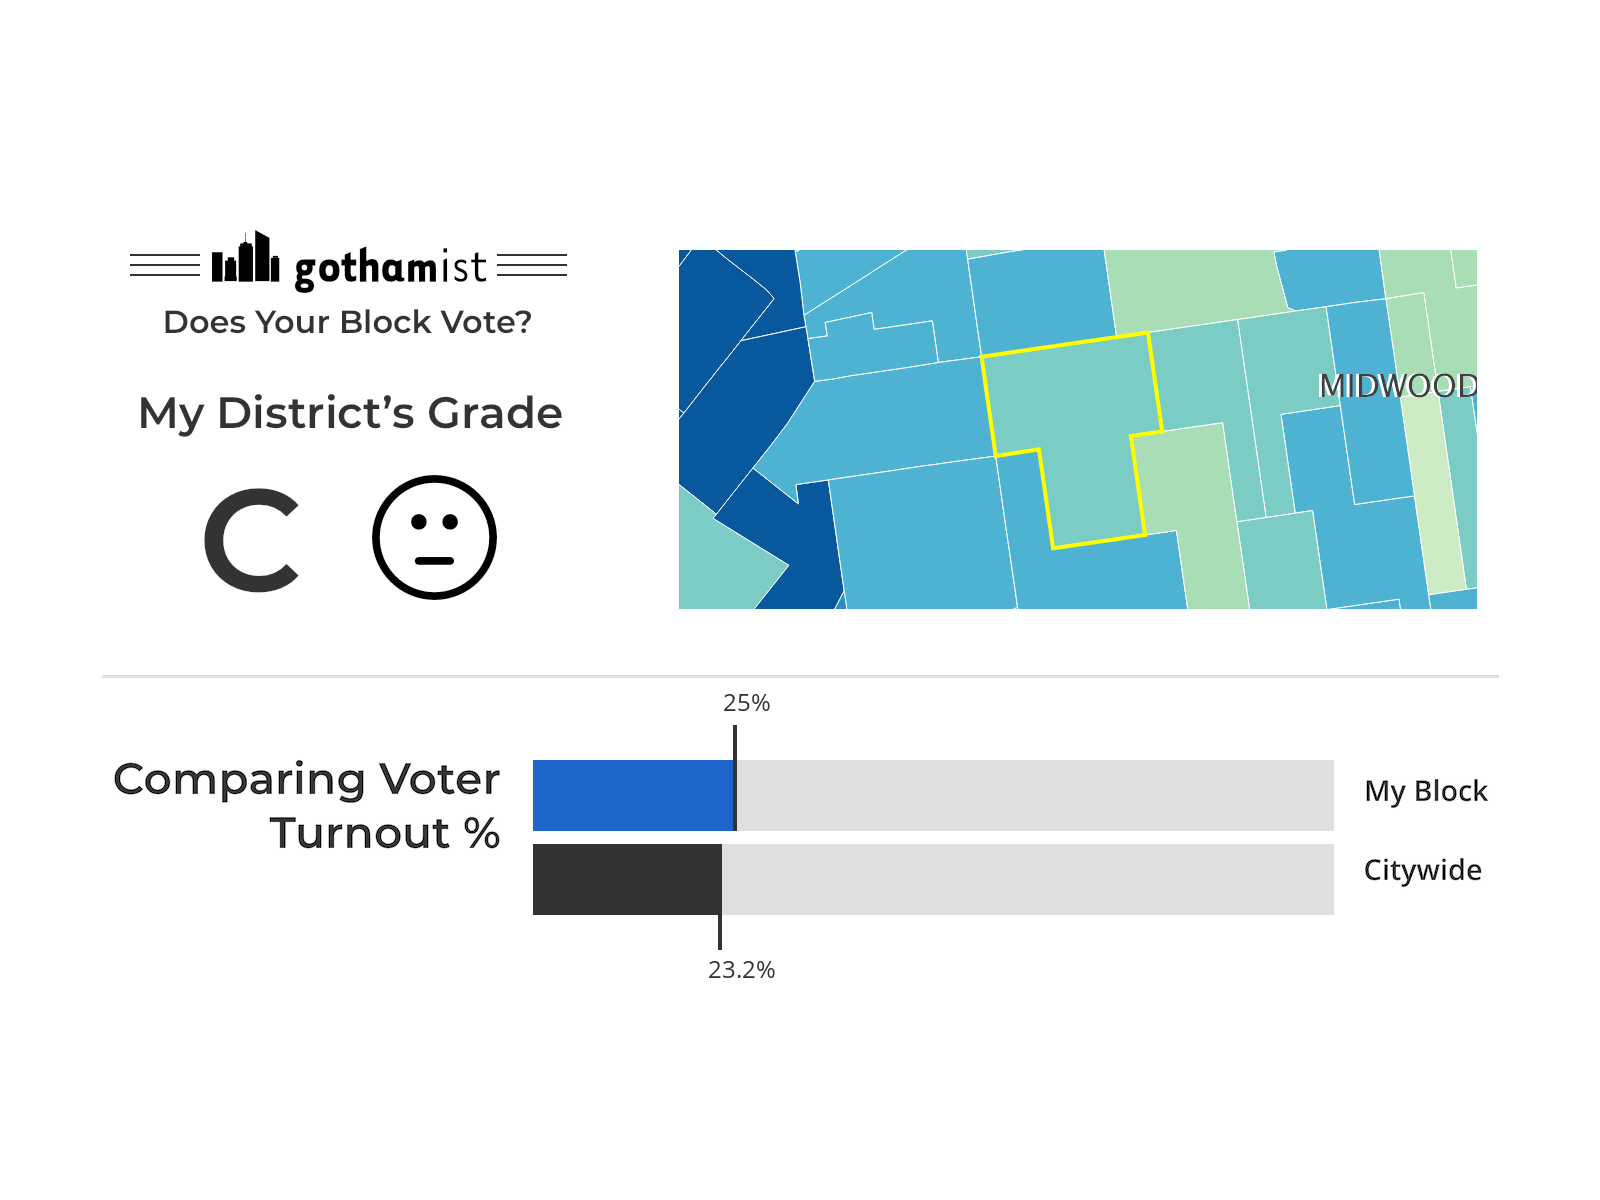 gothamist
Does Your Block Vote?
My District’s Grade
C
MIDWOOD
25%
Comparing Voter
Turnout %
My Block
Citywide
23.2%